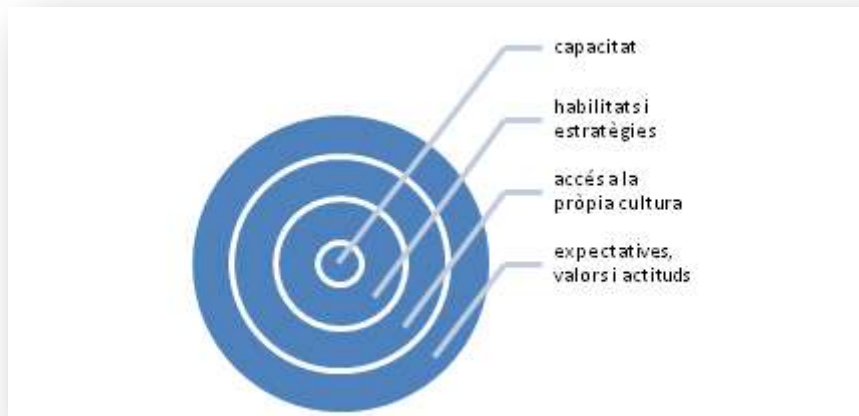 capacitat
habilitats i
estratègies
accés a la
pròpia cultura
expectatives,
valors i actituds